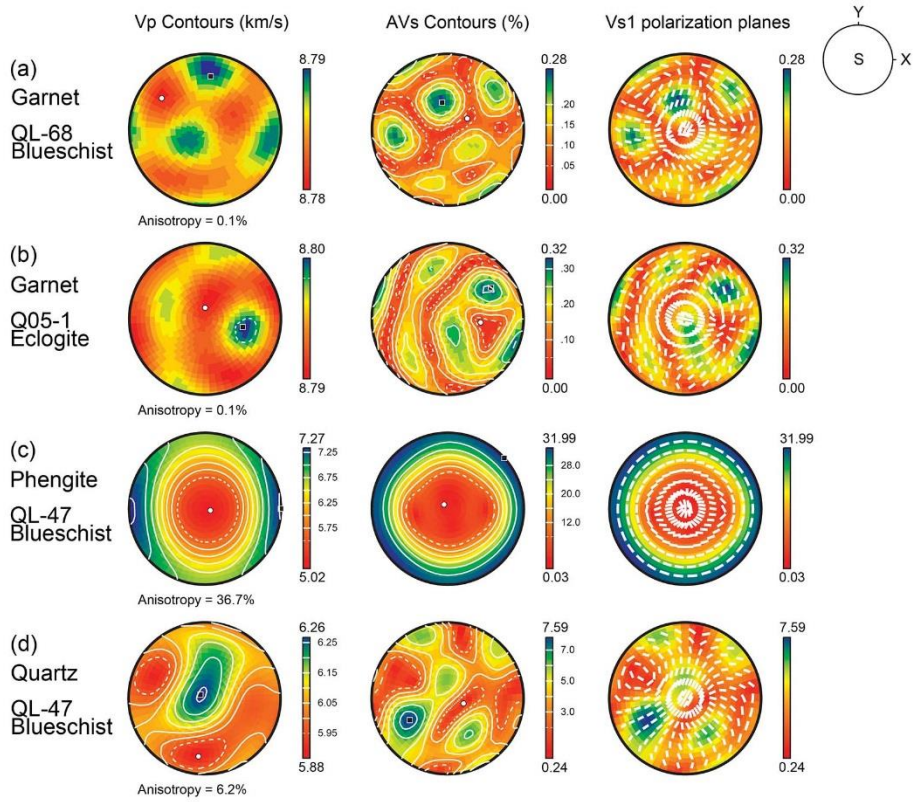 Vp Contours (km/s) AVs Contours (%) Vs1 polarization planes
Y
S X
(a)
Garnet
QL-68
Blueschist
8.79
8.78
Anisotropy = 0.1%
0.28
.20
.15
.10
.05
0.00
0.28
0.00
(b)
Garnet
Q05-1
Eclogite
8.80
8.79
Anisotropy = 0.1%
0.32
.30
.20
.10
0.00
0.32
0.00
(c)
Phengite
QL-47
Blueschist
7.27
7.25
6.75
6.25
5.75
5.02
Anisotropy = 36.7%
31.99
28.0
20.0
12.0
0.03
31.99
0.03
(d)
Quartz
QL-47
Blueschist
6.26
6.25
6.15
6.05
5.95
5.88
Anisotropy = 6.2%
7.59
7.0
5.0
3.0
0.24
7.59
0.24